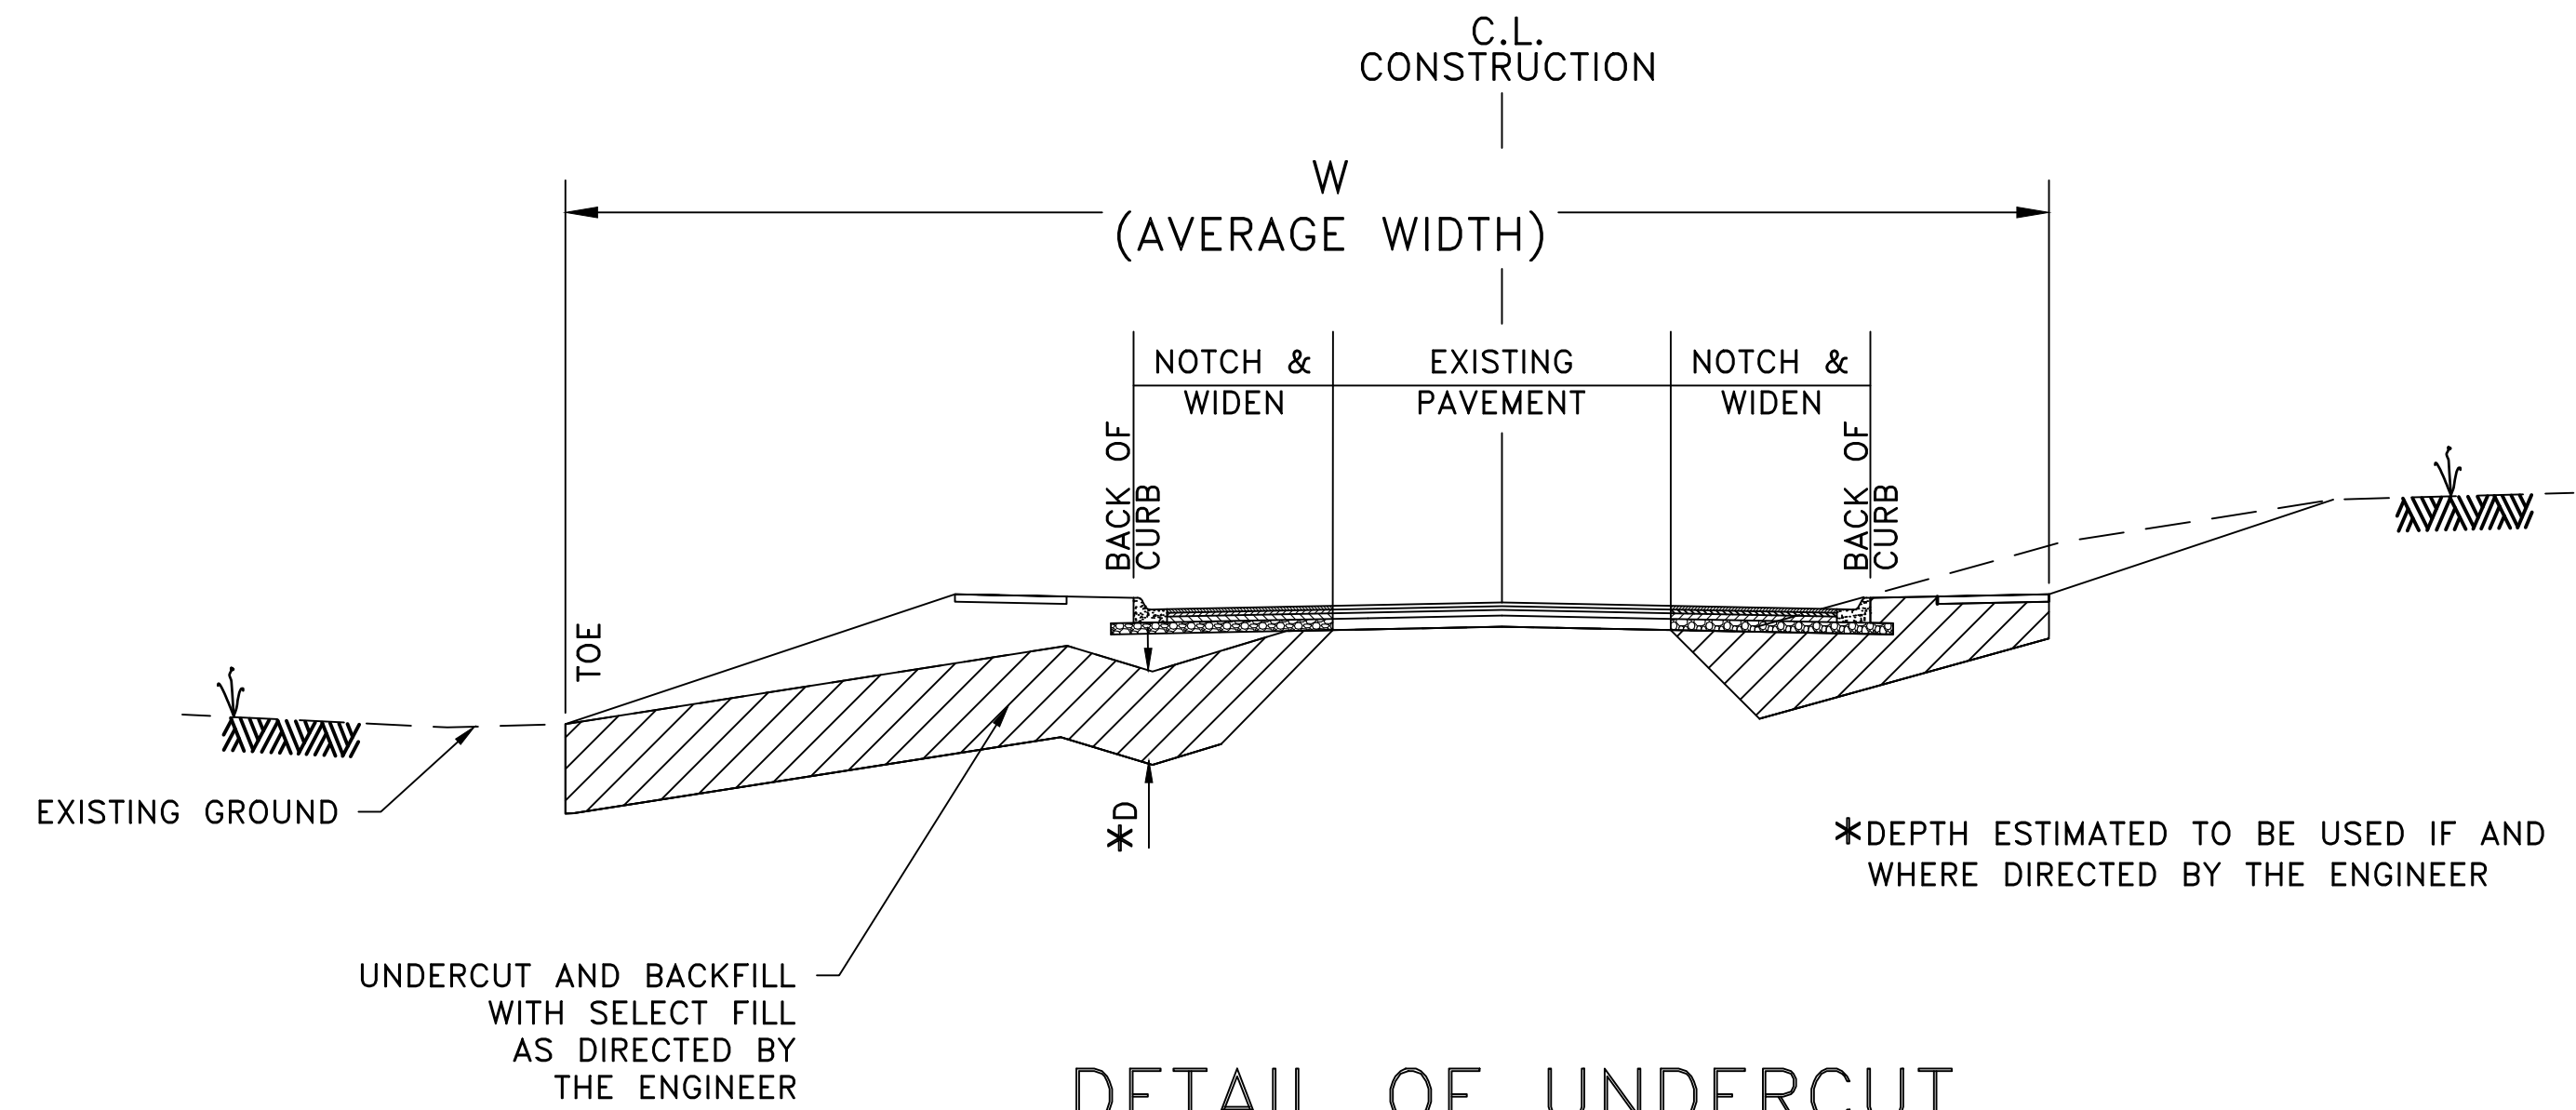 C.L.
CONSTRUCTION
W
(AVERAGE WIDTH)
NOTCH &
WIDEN
EXISTING
PAVEMENT
NOTCH &
WIDEN
BACK OF
CURB
BACK OF
CURB
TOE
EXISTING GROUND
*D
*DEPTH ESTIMATED TO BE USED IF AND
WHERE DIRECTED BY THE ENGINEER
UNDERCUT AND BACKFILL
WITH SELECT FILL
AS DIRECTED BY
THE ENGINEER
DETAIL OF UNDERCUT